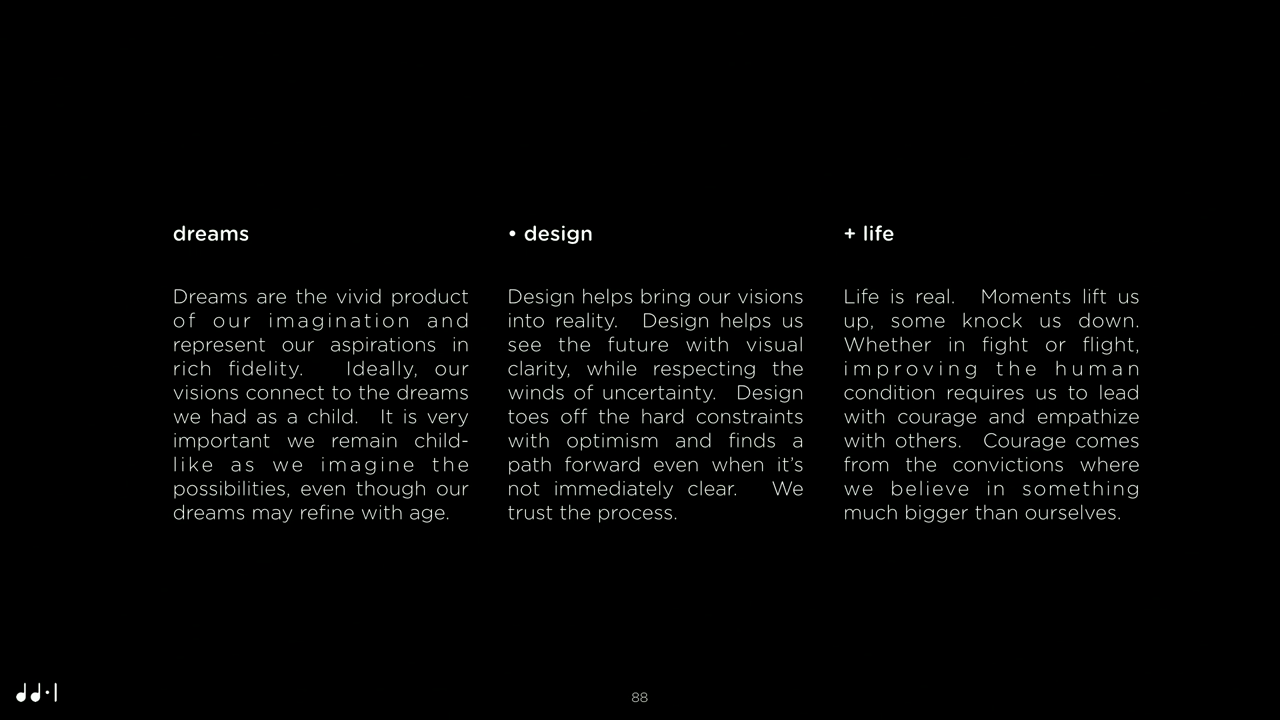 dreams
Dreams are the vivid product
of our imagination and
represent our aspirations in
rich fidelity. Ideally, our
visions connect to the dreams
we had as a child. It is very
important we remain child-
like as we imagine the
possibilities, even though our
dreams may refine with age.
• design
Design helps bring our visions
into reality. Design helps us
see the future with visual
clarity, while respecting the
winds of uncertainty. Design
toes off the hard constraints
with optimism and finds a
path forward even when it’s
not immediately clear. We
trust the process.
+ life
Life is real. Moments lift us
up, some knock us down.
Whether in fight or flight,
improving the human
condition requires us to lead
with courage and empathize
with others. Courage comes
from the convictions where
we believe in something
much bigger than ourselves.
dd·l
88